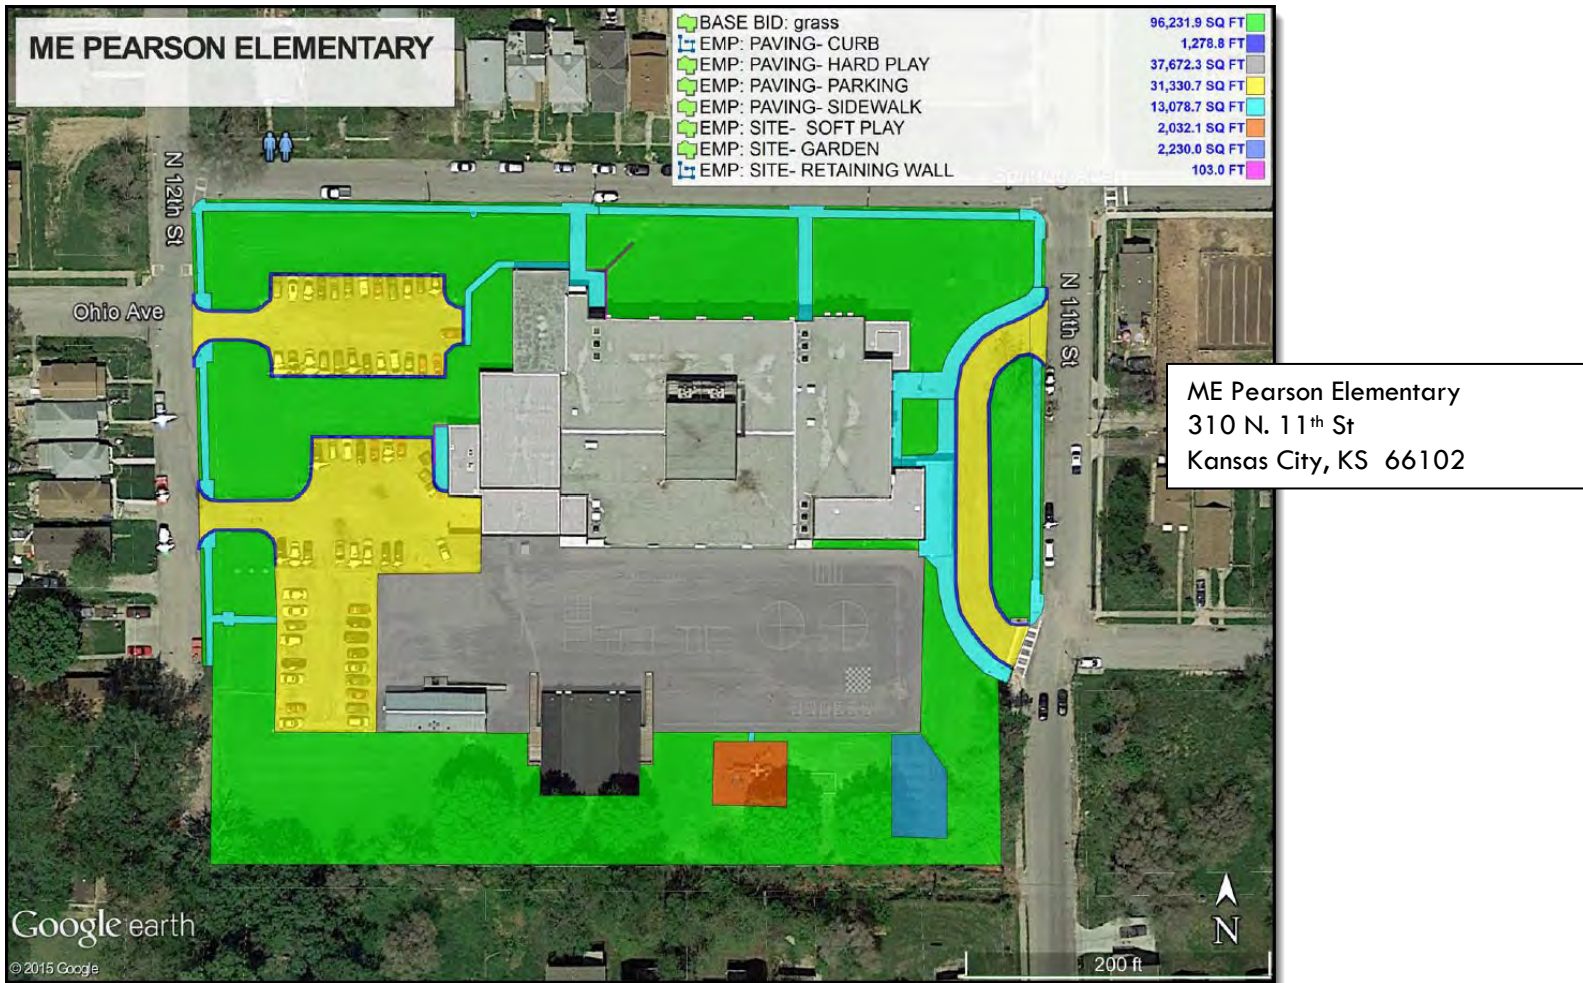 ME PEARSON ELEMENTARY
BASE BID: grass 96,231.9 SQ FT
EMP: PAVING- CURB 1,278.8 FT
EMP: PAVING- HARD PLAY 37,672.3 SQ FT
EMP: PAVING- PARKING 31,330.7 SQ FT
EMP: PAVING- SIDEWALK 13,078.7 SQ FT
EMP: SITE- SOFT PLAY 2,032.1 SQ FT
EMP: SITE- GARDEN 2,230.0 SQ FT
EMP: SITE- RETAINING WALL 103.0 FT
N 12th St
Ohio Ave
N 11th St
ME Pearson Elementary
310 N. 11th St
Kansas City, KS 66102
Google earth
© 2015 Google
N
200 ft